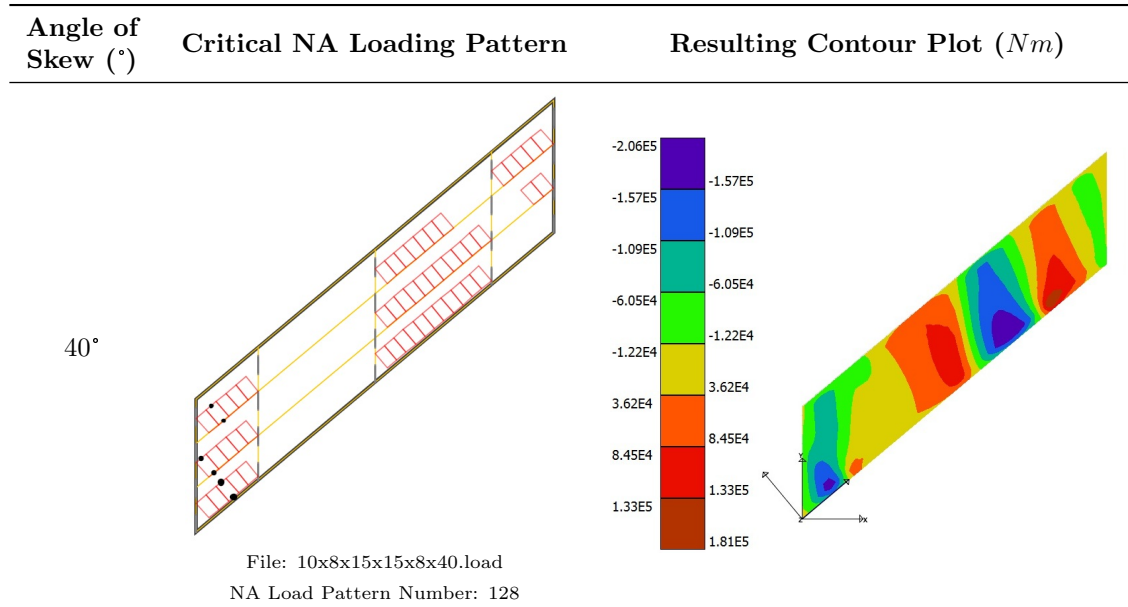 Angle of
Skew (°)
Critical NA Loading Pattern
Resulting Contour Plot (Nm)
40°
-2.06E5
-1.57E5
-1.57E5
-1.09E5
-1.09E5
-6.05E4
-6.05E4
-1.22E4
-1.22E4
3.62E4
3.62E4
8.45E4
8.45E4
1.33E5
1.33E5
1.81E5
Y
X
Z
File: 10x8x15x15x8x40.load
NA Load Pattern Number: 128